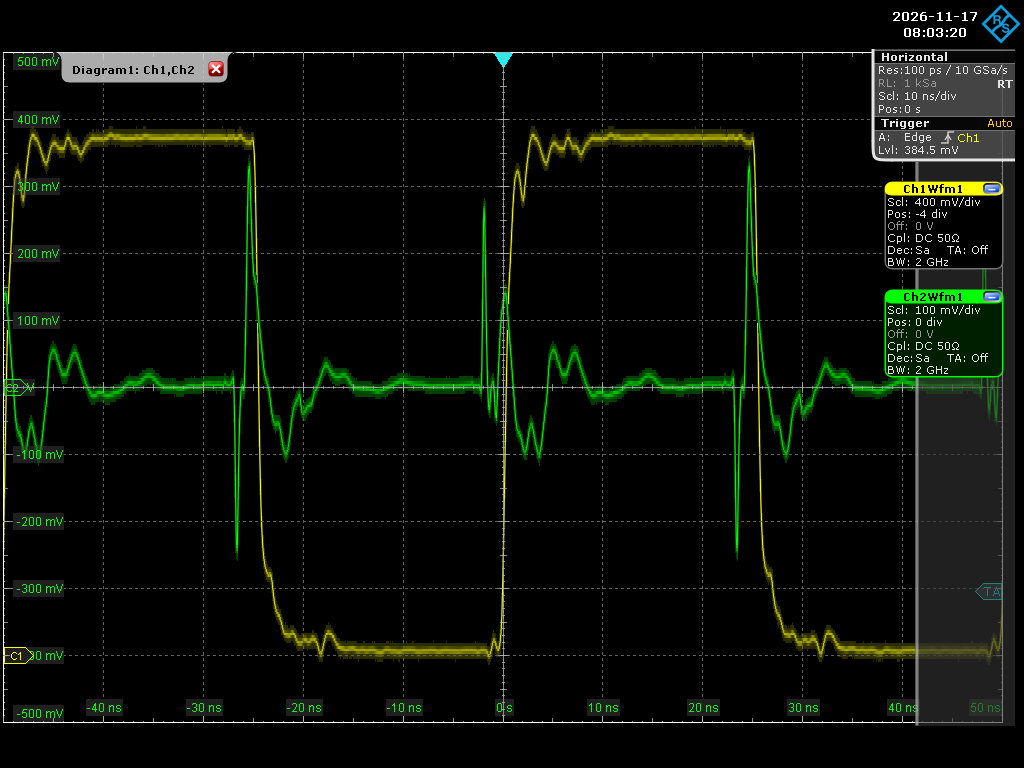 2026-11-17
08:03:20
R&S
Diagram1: Ch1,Ch2
Horizontal
Res:100 ps / 10 GSa/s
RL: 1 kSa
RT
Scl: 10 ns/div
Pos:0 s
Trigger Auto
A: Edge Ch1
Lvl: 384.5 mV
Ch1Wfm1
Scl: 400 mV/div
Pos: -4 div
Off: 0 V
Cpl: DC 50Ω
Dec:Sa TA: Off
BW: 2 GHz
Ch2Wfm1
Scl: 100 mV/div
Pos: 0 div
Off: 0 V
Cpl: DC 50Ω
Dec:Sa TA: Off
BW: 2 GHz
500 mV
400 mV
300 mV
200 mV
100 mV
C2 V
-100 mV
-200 mV
-300 mV
TA
C1 0 mV
-500 mV
-40 ns
-30 ns
-20 ns
-10 ns
0 s
10 ns
20 ns
30 ns
40 ns
50 ns